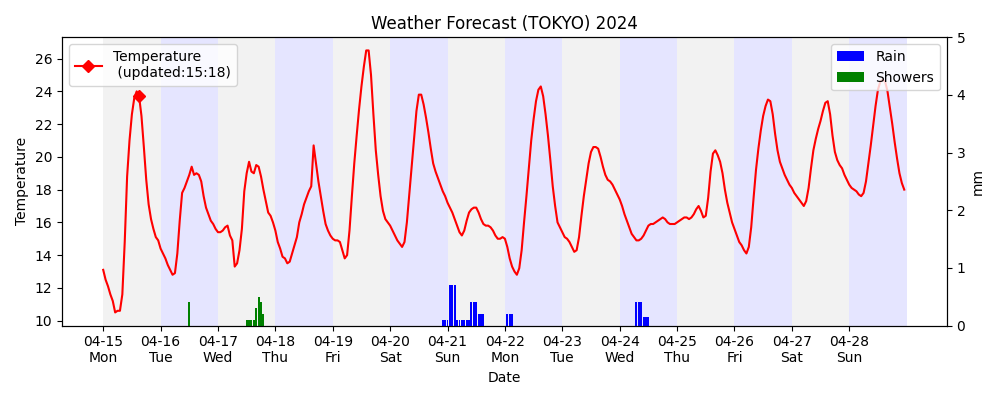 Weather Forecast (TOKYO) 2024
Temperature
(updated:15:18)
Rain
Showers
Temperature
26
24
22
20
18
16
14
12
10
5
4
3
2
1
0
mm
04-15 04-16 04-17 04-18 04-19 04-20 04-21 04-22 04-23 04-24 04-25 04-26 04-27 04-28
Mon Tue Wed Thu Fri Sat Sun Mon Tue Wed Thu Fri Sat Sun
Date